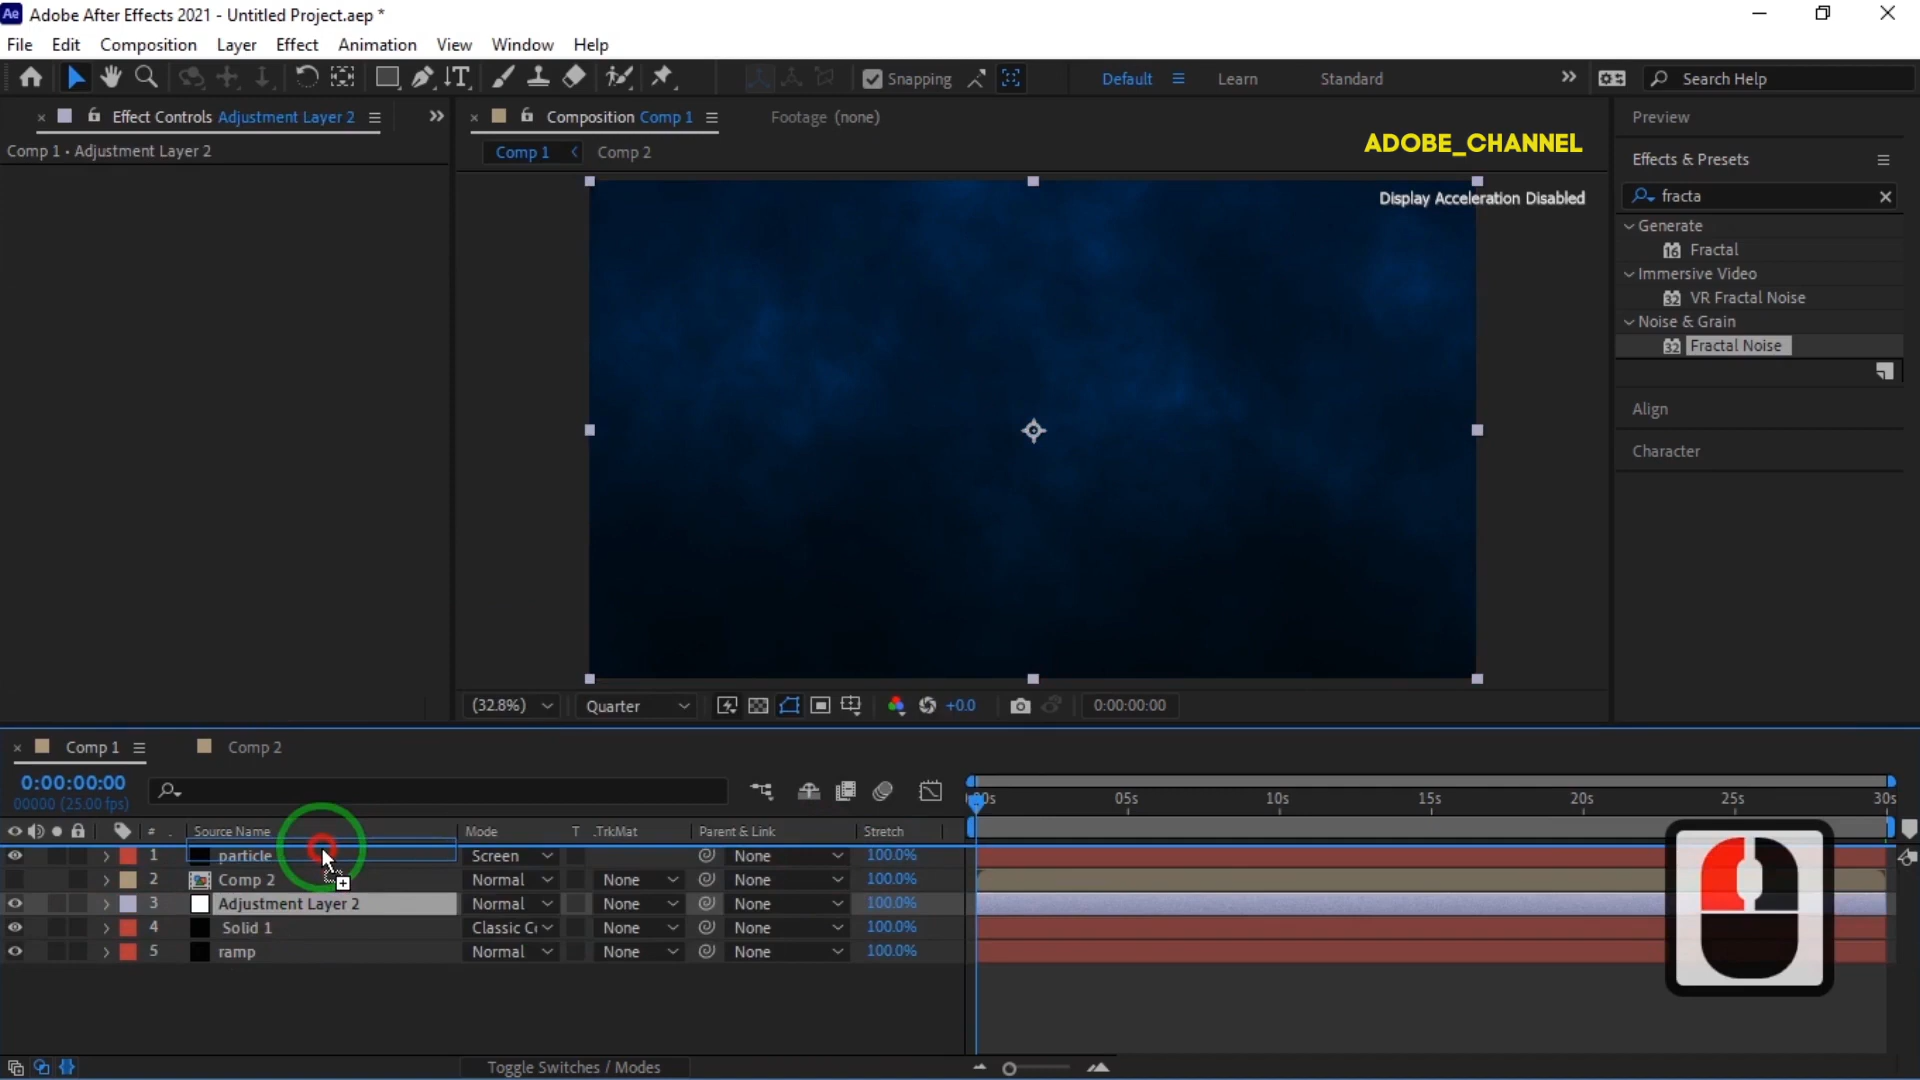 Ae Adobe After Effects 2021 - Untitled Project.aep *
File Edit Composition Layer Effect Animation View Window Help
Snapping Default Learn Standard Search Help
Effect Controls Adjustment Layer 2
Composition Comp 1
Footage (none)
Preview
Comp 1 • Adjustment Layer 2
Comp 1 Comp 2
ADOBE_CHANNEL
Effects & Presets
Display Acceleration Disabled
fracta
Generate
16 Fractal
Immersive Video
32 VR Fractal Noise
Noise & Grain
32 Fractal Noise
Align
Character
(32.8%) Quarter +0.0 0:00:00:00
Comp 1 Comp 2
0:00:00:00
00000 (25.00 fps)
05s 10s 15s 20s 25s 30s
# Source Name Mode T .TrkMat Parent & Link Stretch
1 particle Screen None 100.0%
2 Comp 2 Normal None None 100.0%
3 Adjustment Layer 2 Normal None None 100.0%
4 Solid 1 Classic C None None 100.0%
5 ramp Normal None None 100.0%
Toggle Switches / Modes